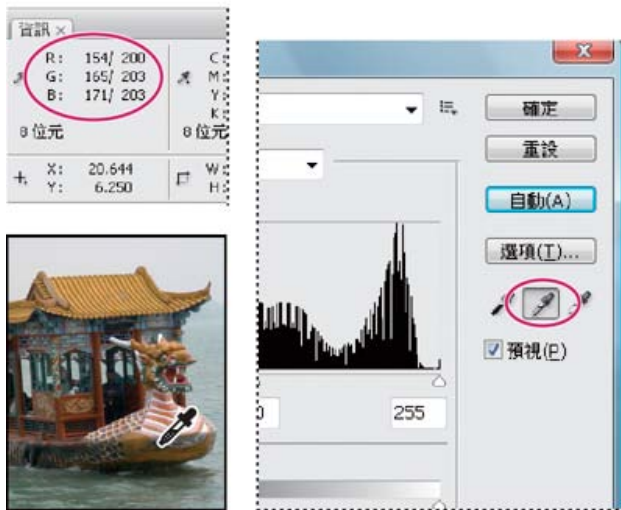 資訊 ×
R: 154/ 200
G: 165/ 203
B: 171/ 203
8 位元
C:
M:
Y:
K:
8 位元
X: 20.644
Y: 6.250
W:
H:
確定
重設
自動(A)
選項(T)...
預視(P)
255